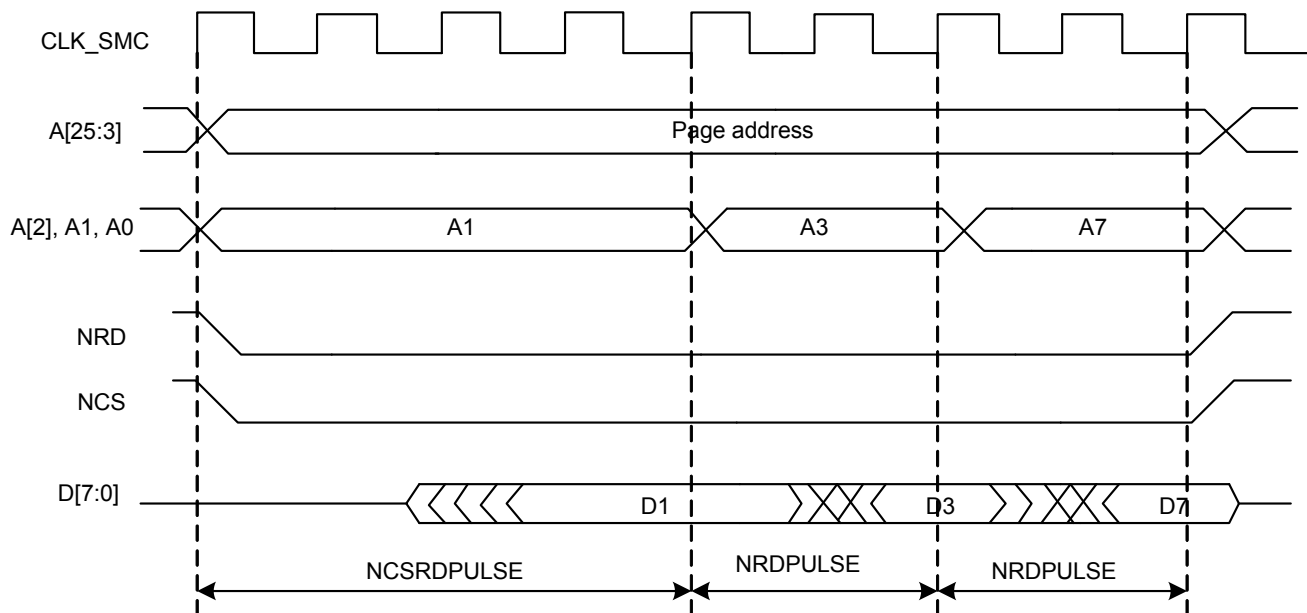 CLK_SMC
A[25:3]
Page address
A[2], A1, A0
A1
A3
A7
NRD
NCS
D[7:0]
D1
D3
D7
NCSRDPULSE
NRDPULSE
NRDPULSE